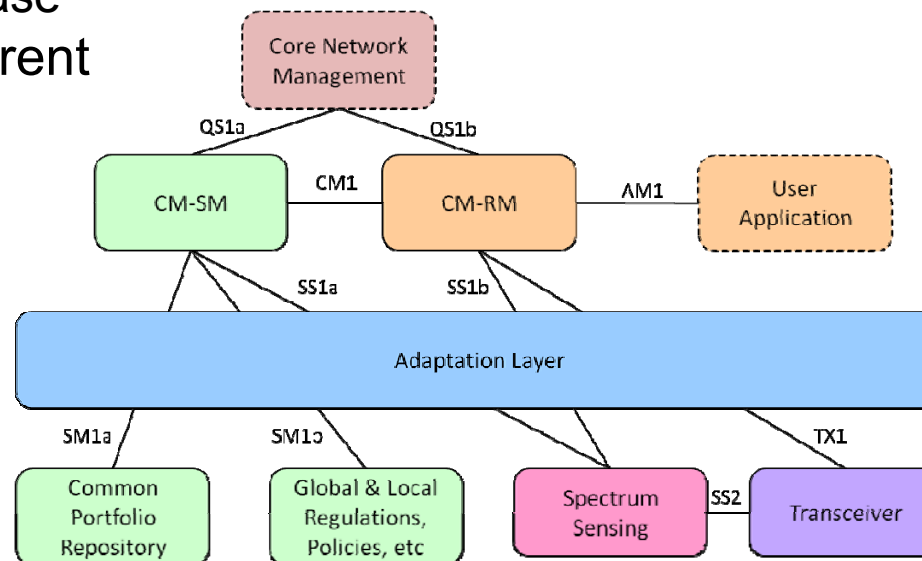 rent
Core Network
Management
QS1a
QS1b
CM-SM
CM1
CM-RM
AM1
User
Application
SS1a
SS1b
Adaptation Layer
SM1a
SM1b
TX1
Common
Portfolio
Repository
Global & Local
Regulations,
Policies, etc
Spectrum
Sensing
SS2
Transceiver